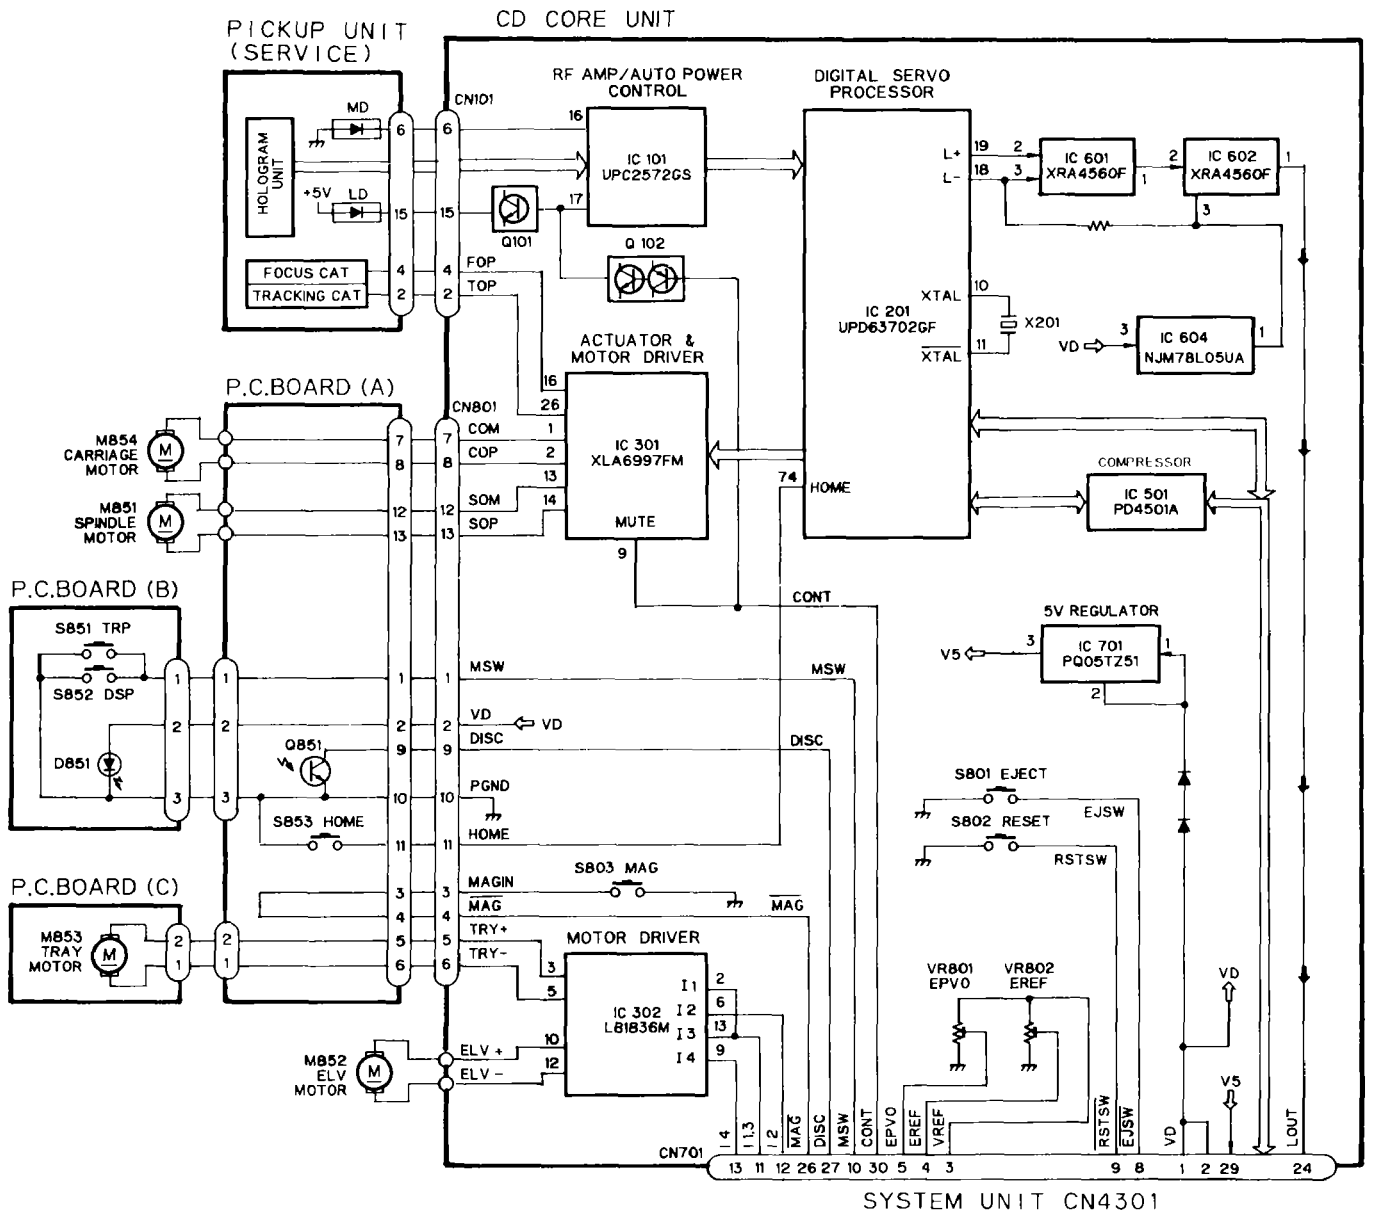 CD CORE UNIT
PICKUP UNIT
(SERVICE)
CN101
RF AMP/AUTO POWER
CONTROL
DIGITAL SERVO
PROCESSOR
MD
6
6
16
HOLOGRAM
UNIT
IC 101
UPC2572GS
L+
19
2
L-
18
3
IC 601
XRA4560F
1
2
IC 602
XRA4560F
1
3
+5V
LD
15
15
Q101
17
Q 102
FOCUS CAT
4
4
FOP
TRACKING CAT
2
2
TOP
XTAL
10
X201
XTAL
11
IC 201
UPD63702GF
VD
3
IC 604
NJM78L05UA
1
ACTUATOR &
MOTOR DRIVER
16
26
P.C.BOARD (A)
CN801
M854
CARRIAGE
MOTOR
M
7
7
COM
1
8
8
COP
2
IC 301
XLA6997FM
13
14
M851
SPINDLE
MOTOR
M
12
12
SOM
13
13
SOP
MUTE
9
74
HOME
COMPRESSOR
IC 501
PD4501A
P.C.BOARD (B)
CONT
S851 TRP
S852 DSP
1
1
1
1
MSW
MSW
5V REGULATOR
V5
3
IC 701
PQ05TZ51
1
2
2
2
2
2
VD
VD
D851
Q851
9
9
DISC
DISC
3
3
10
10
PGND
S853 HOME
11
11
HOME
S801 EJECT
EJSW
S802 RESET
RSTSW
P.C.BOARD (C)
3
3
MAGIN
S803 MAG
4
4
MAG
MAG
M853
TRAY
MOTOR
M
2
2
5
5
TRY+
1
1
6
6
TRY-
MOTOR DRIVER
3
5
IC 302
LB1836M
I1
2
I2
6
I3
13
I4
9
VR801
EPVO
VR802
EREF
VD
V5
M852
ELV
MOTOR
M
ELV +
10
ELV -
12
I4
I1.3
I2
MAG
DISC
MSW
CONT
EPVO
EREF
VREF
RSTSW
EJSW
VD
LOUT
CN701
13
11
12
26
27
10
30
5
4
3
9
8
1
2
29
24
SYSTEM UNIT CN4301